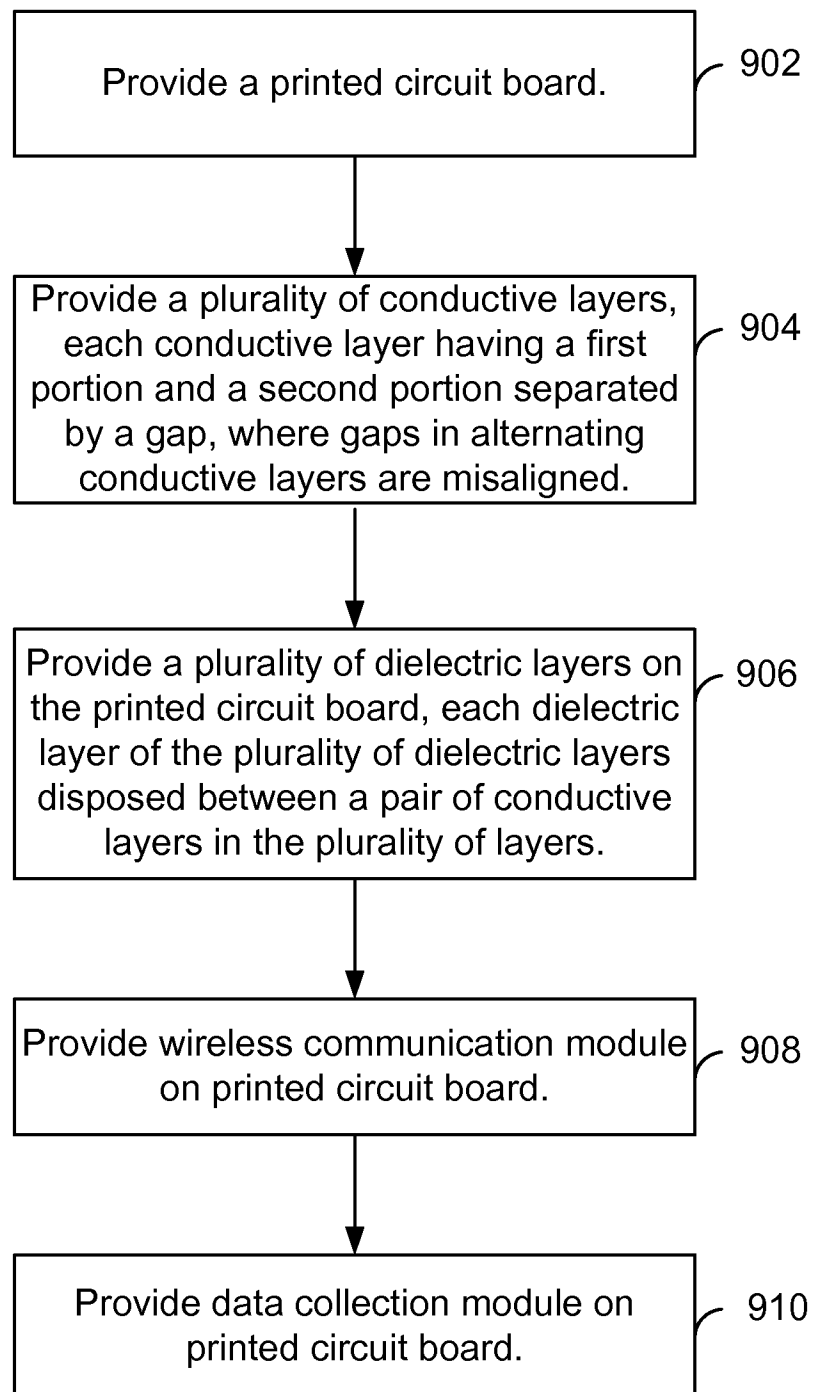 Provide a printed circuit board.
902
Provide a plurality of conductive layers,
each conductive layer having a first
portion and a second portion separated
by a gap, where gaps in alternating
conductive layers are misaligned.
904
Provide a plurality of dielectric layers on
the printed circuit board, each dielectric
layer of the plurality of dielectric layers
disposed between a pair of conductive
layers in the plurality of layers.
906
Provide wireless communication module
on printed circuit board.
908
Provide data collection module on
printed circuit board.
910